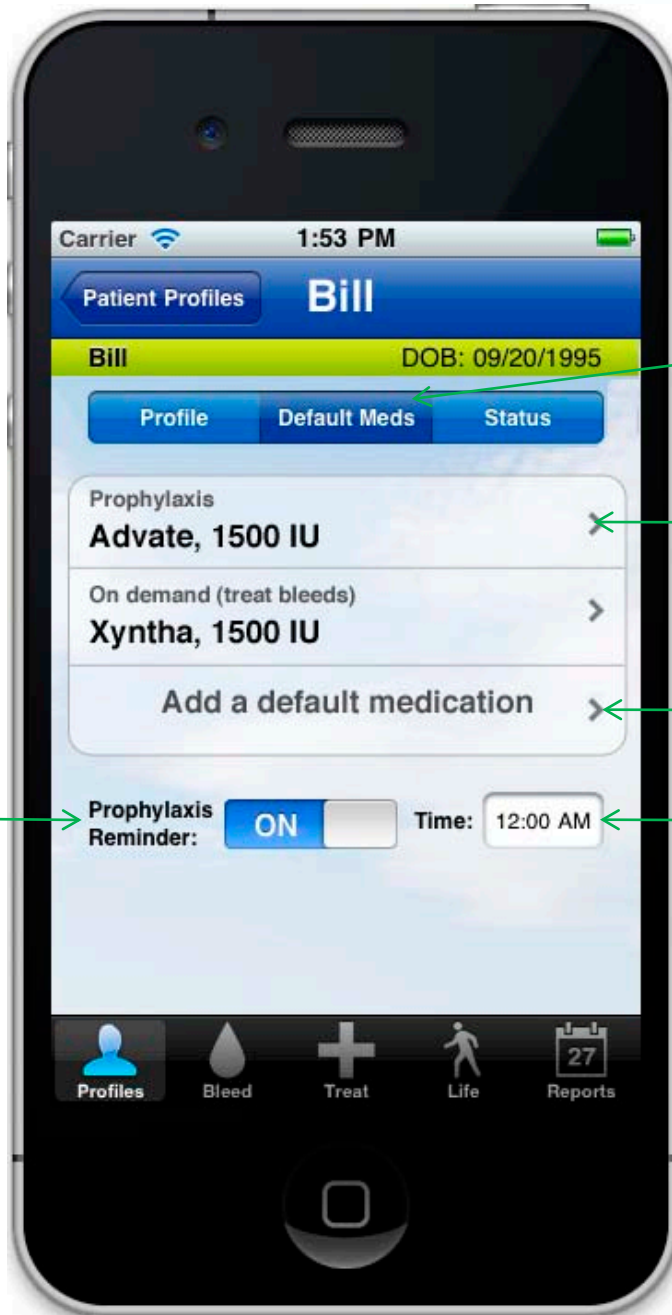 Carrier 1:53 PM
Patient Profiles Bill
Bill DOB: 09/20/1995
Profile Default Meds Status
Prophylaxis
Advate, 1500 IU
On demand (treat bleeds)
Xyntha, 1500 IU
Add a default medication
Prophylaxis
Reminder: ON Time: 12:00 AM
27
Profiles Bleed Treat Life Reports